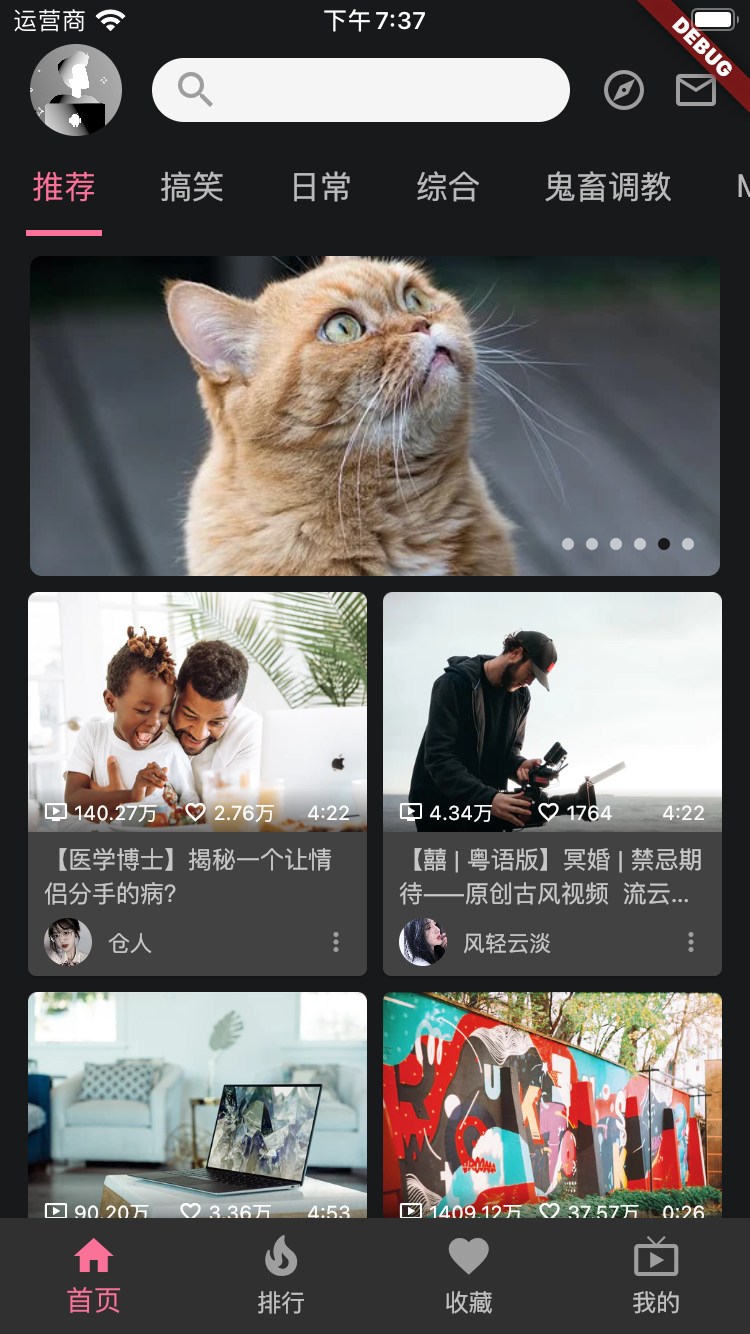 运营商 下午7:37
DEBUG
推荐 搞笑 日常 综合 鬼畜调教
140.27万 2.76万 4:22
【医学博士】揭秘一个让情
侣分手的病?
仓人
4.34万 1764 4:22
【囍 | 粤语版】冥婚 | 禁忌期
待——原创古风视频 流云...
风轻云淡
90.20万 3.36万 4:53
1409.12万 37.57万 0:26
首页 排行 收藏 我的